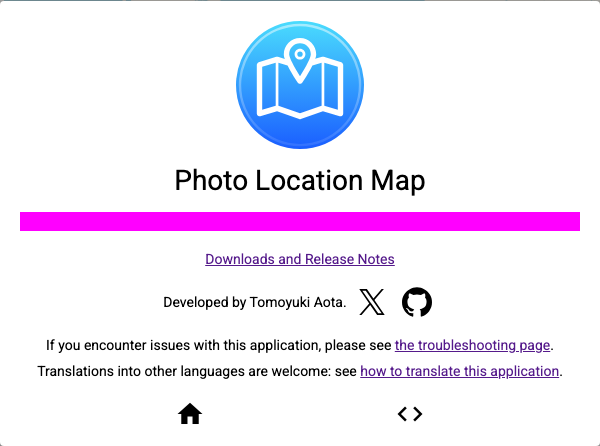 Photo Location Map
Downloads and Release Notes
Developed by Tomoyuki Aota.
If you encounter issues with this application, please see the troubleshooting page.
Translations into other languages are welcome: see how to translate this application.